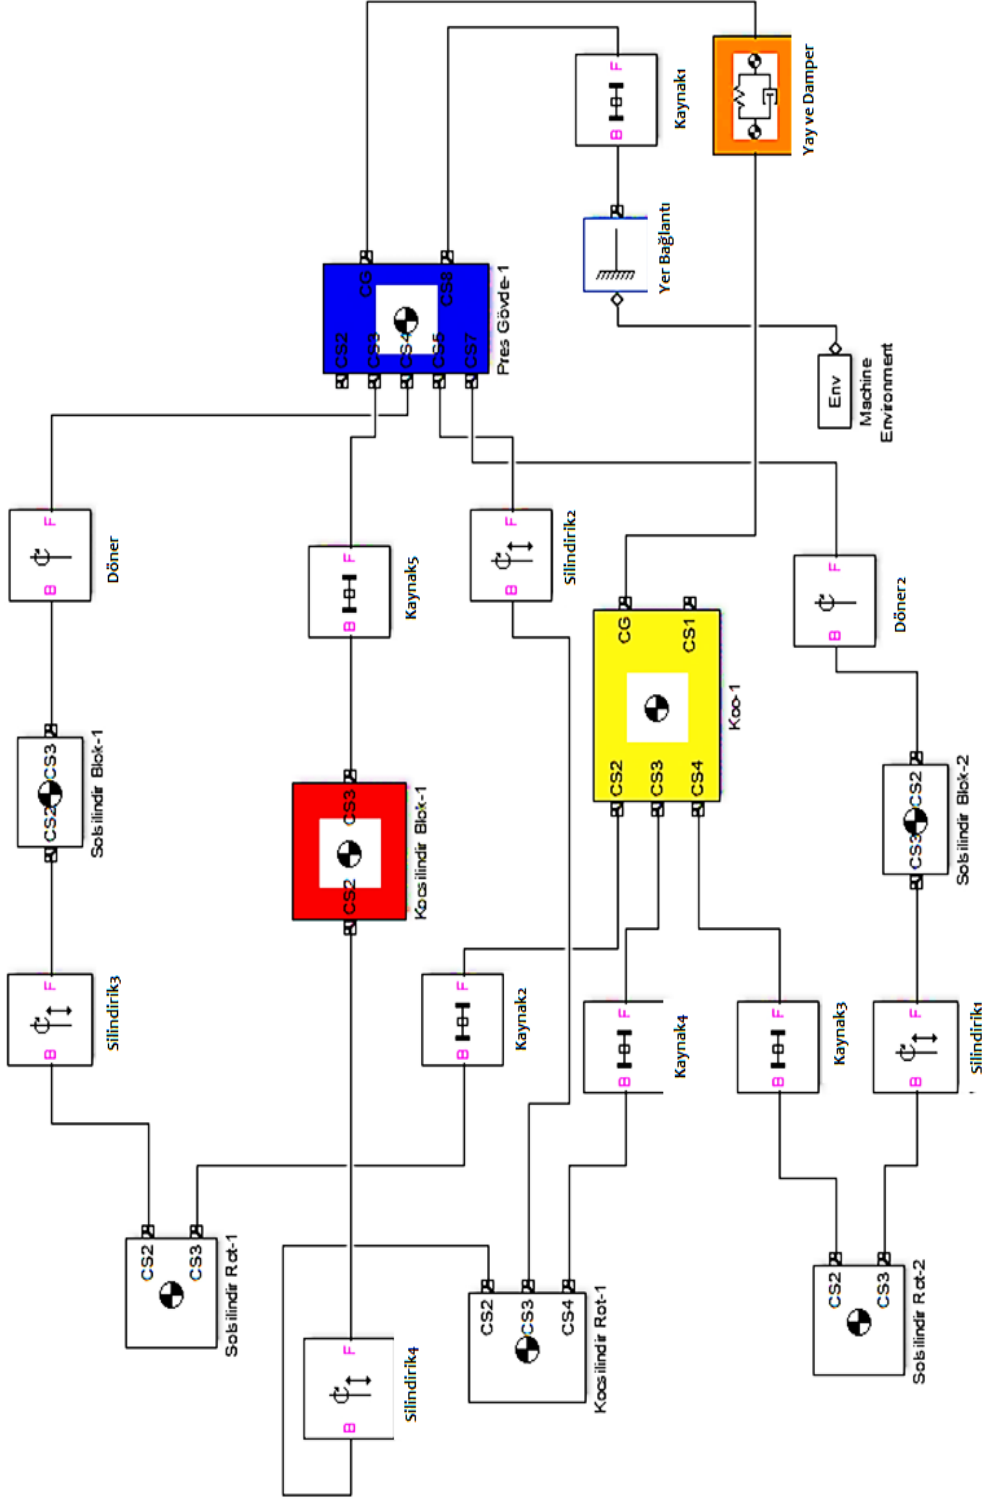 B F
Silindirik3
CS2 CS3
Solsilindir Blok-1
B F
Döner
CS2
CS3
Solsilindir Rot-1
B F
Silindirik4
CS2 CS3
Kocsilindir Blok-1
B F
Kaynak5
CS2
CS3
CS4
CS5
CS7
CG
CS8
Pres Gövde-1
B F
Kaynak2
B F
Silindirik2
CS2
CS3
CS4
Kocsilindir Rot-1
B F
Kaynak4
CS2
CS3
CS4
CG
CS1
Koo-1
Yer Bağlantı
B F
Kaynak1
Yay ve Damper
B F
Kaynak3
B F
Döner2
Env
Machine
Environment
CS2
CS3
Solsilindir Rot-2
B F
Silindirik1
CS3 CS2
Solsilindir Blok-2